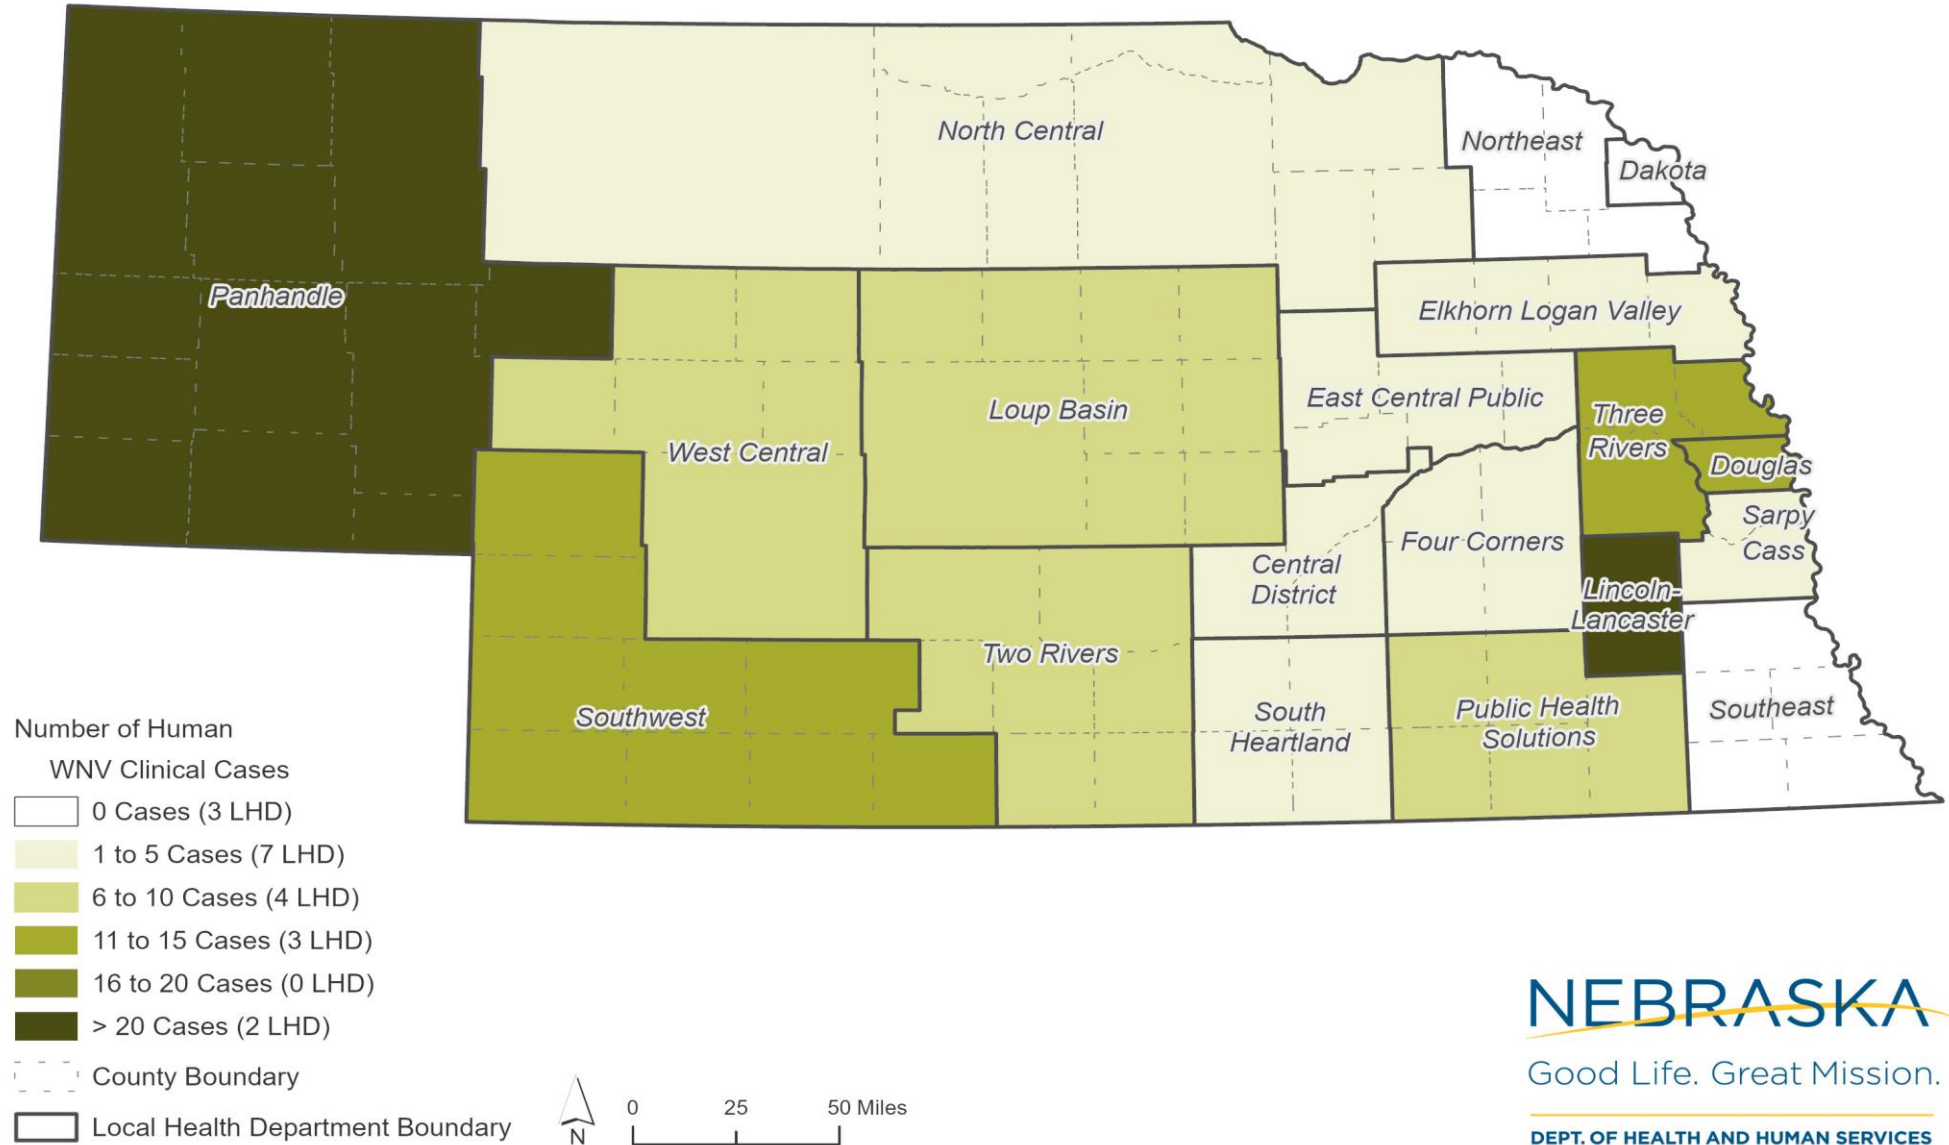 North Central
Northeast
Dakota
Panhandle
Elkhorn Logan Valley
East Central Public
Loup Basin
Three
Rivers
West Central
Douglas
Sarpy
Cass
Four Corners
Central
District
Lincoln-
Lancaster
Two Rivers
Southwest
South
Heartland
Public Health
Solutions
Southeast
Number of Human
WNV Clinical Cases
0 Cases (3 LHD)
1 to 5 Cases (7 LHD)
6 to 10 Cases (4 LHD)
11 to 15 Cases (3 LHD)
16 to 20 Cases (0 LHD)
> 20 Cases (2 LHD)
County Boundary
Local Health Department Boundary
N
0 25 50 Miles
NEBRASKA
Good Life. Great Mission.
DEPT. OF HEALTH AND HUMAN SERVICES